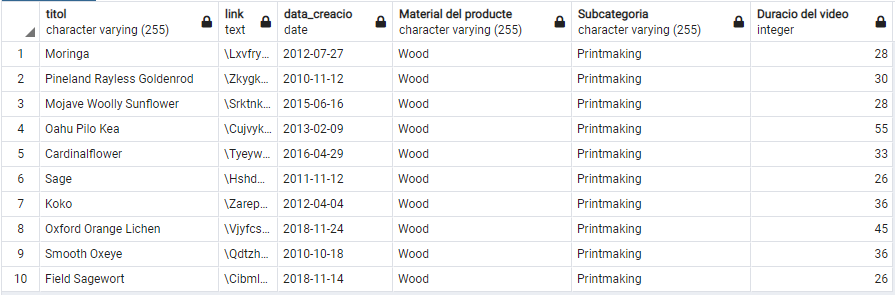 titol link data_creacio Material del producte Subcategoria Duracio del video
character varying (255) text date character varying (255) character varying (255) integer
1 Moringa \Lxvfry... 2012-07-27 Wood Printmaking 28
2 Pineland Rayless Goldenrod \Zkygk... 2010-11-12 Wood Printmaking 30
3 Mojave Woolly Sunflower \Srktnk... 2015-06-16 Wood Printmaking 28
4 Oahu Pilo Kea \Cujvyk... 2013-02-09 Wood Printmaking 55
5 Cardinalflower \Tyeyw... 2016-04-29 Wood Printmaking 33
6 Sage \Hshd... 2011-11-12 Wood Printmaking 26
7 Koko \Zarep... 2012-04-04 Wood Printmaking 36
8 Oxford Orange Lichen \Vjyfcs... 2018-11-24 Wood Printmaking 45
9 Smooth Oxeye \Qdtzh... 2010-10-18 Wood Printmaking 36
10 Field Sagewort \Cibml... 2018-11-14 Wood Printmaking 26